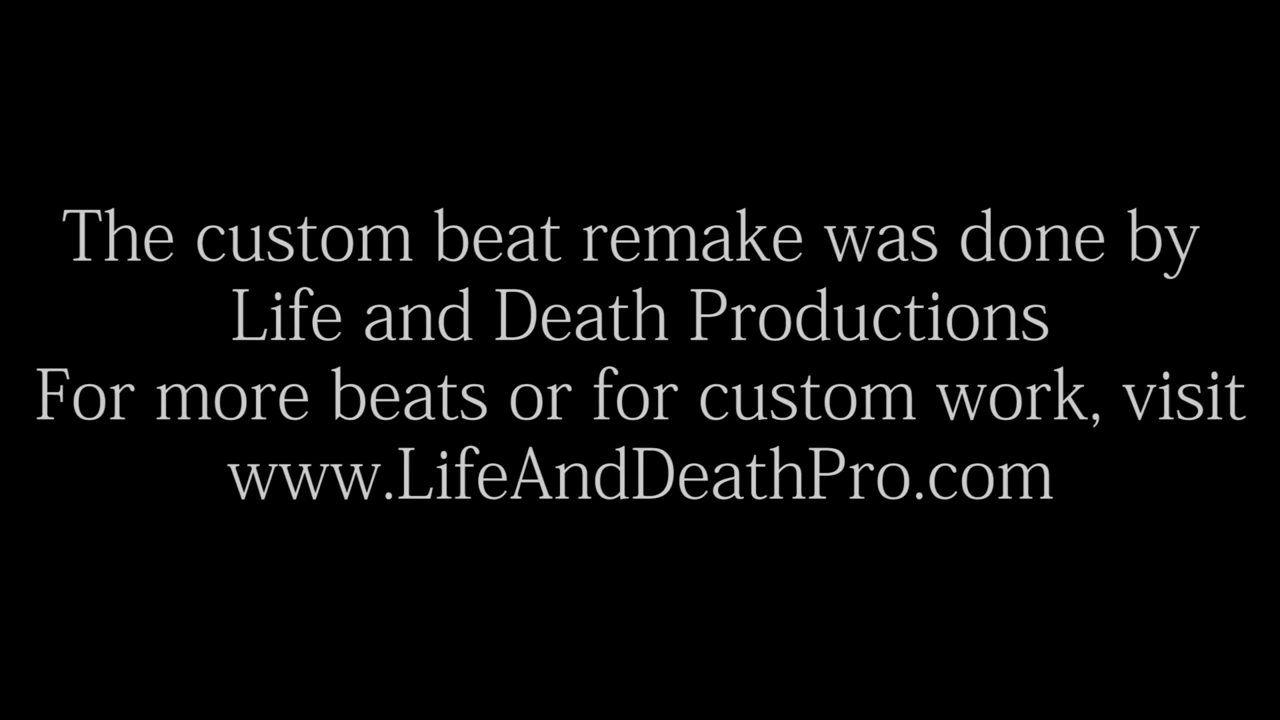 The custom beat remake was done by
Life and Death Productions
For more beats or for custom work, visit
www.LifeAndDeathPro.com